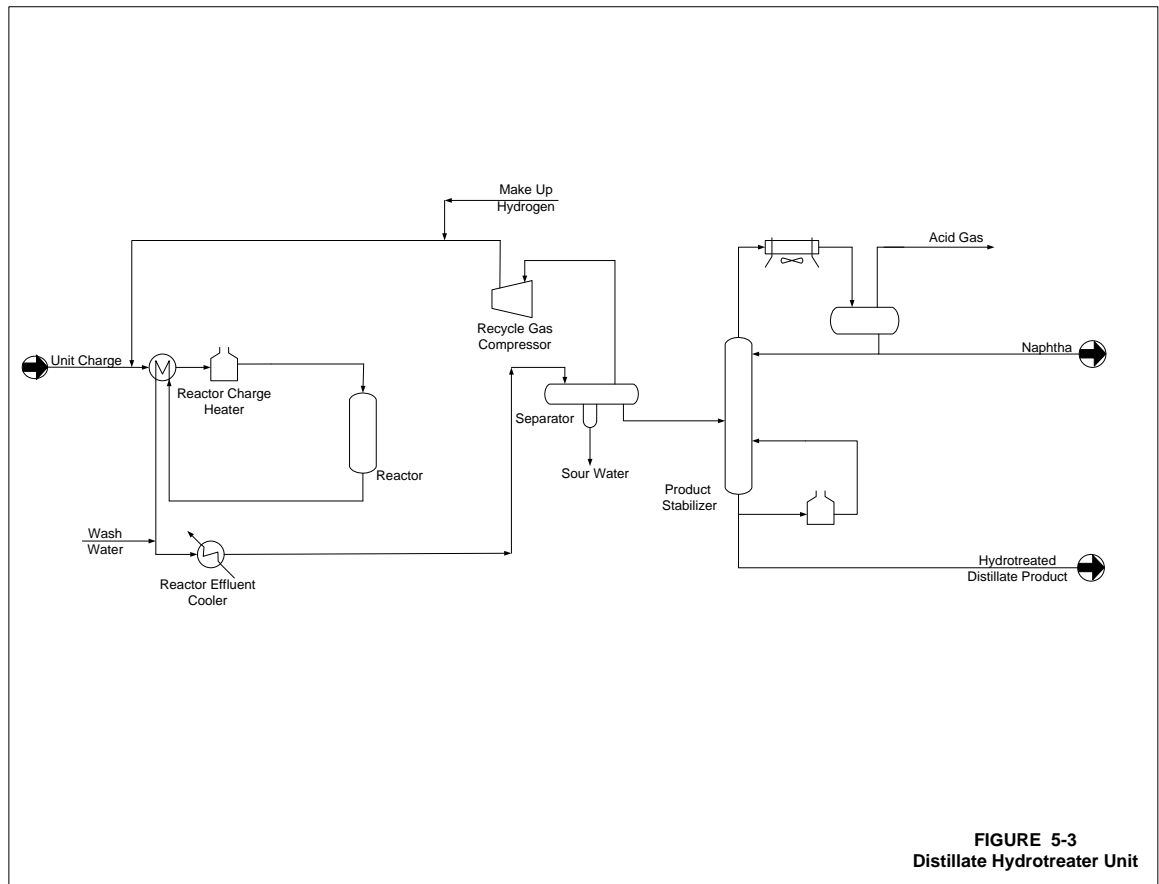 Make Up
Hydrogen
Acid Gas
Recycle Gas
Compressor
Unit Charge
Naphtha
Reactor Charge
Heater
Separator
Reactor
Sour Water
Product
Stabilizer
Wash
Water
Reactor Effluent
Cooler
Hydrotreated
Distillate Product
FIGURE 5-3
Distillate Hydrotreater Unit